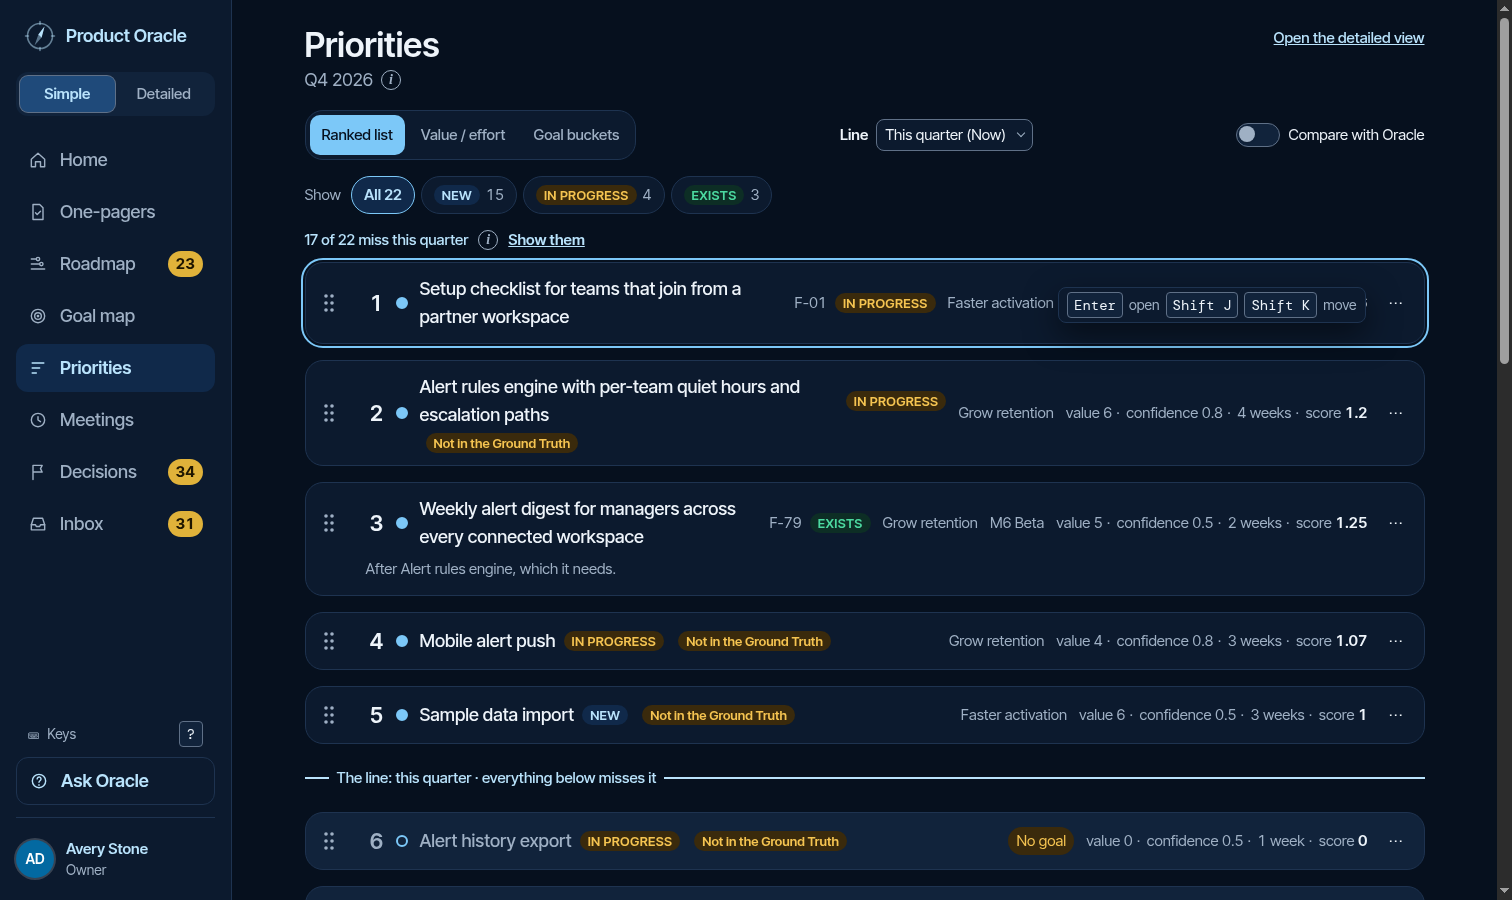 Product Oracle
Simple Detailed
Home
One-pagers
Roadmap 23
Goal map
Priorities
Meetings
Decisions 34
Inbox 31
Keys ?
Ask Oracle
AD Avery Stone
Owner
Priorities
Open the detailed view
Q4 2026 i
Ranked list Value / effort Goal buckets
Line This quarter (Now)
Compare with Oracle
Show All 22 NEW 15 IN PROGRESS 4 EXISTS 3
17 of 22 miss this quarter i Show them
1 Setup checklist for teams that join from a
partner workspace
F-01 IN PROGRESS Faster activation Enter open Shift J Shift K move ...
2 Alert rules engine with per-team quiet hours and
escalation paths
IN PROGRESS Grow retention value 6 · confidence 0.8 · 4 weeks · score 1.2 ...
Not in the Ground Truth
3 Weekly alert digest for managers across
every connected workspace
F-79 EXISTS Grow retention M6 Beta value 5 · confidence 0.5 · 2 weeks · score 1.25 ...
After Alert rules engine, which it needs.
4 Mobile alert push IN PROGRESS Not in the Ground Truth Grow retention value 4 · confidence 0.8 · 3 weeks · score 1.07 ...
5 Sample data import NEW Not in the Ground Truth Faster activation value 6 · confidence 0.5 · 3 weeks · score 1 ...
The line: this quarter · everything below misses it
6 Alert history export IN PROGRESS Not in the Ground Truth No goal value 0 · confidence 0.5 · 1 week · score 0 ...